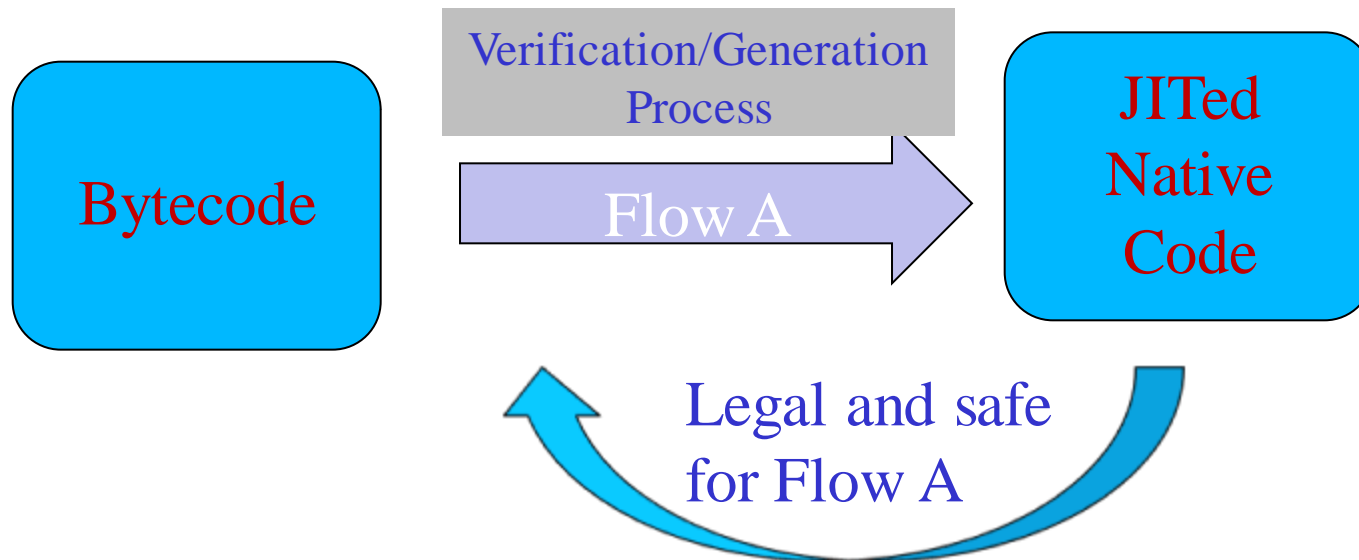 Verification/Generation
Process
Bytecode
Flow A
JITed
Native
Code
Legal and safe
for Flow A